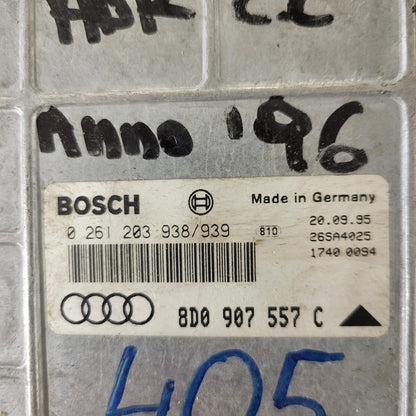 ADR
Anno '96
BOSCH Made in Germany
0 261 203 938/939 810 20.09.95
26SA4025
1740 0094
8D0 907 557 C
405